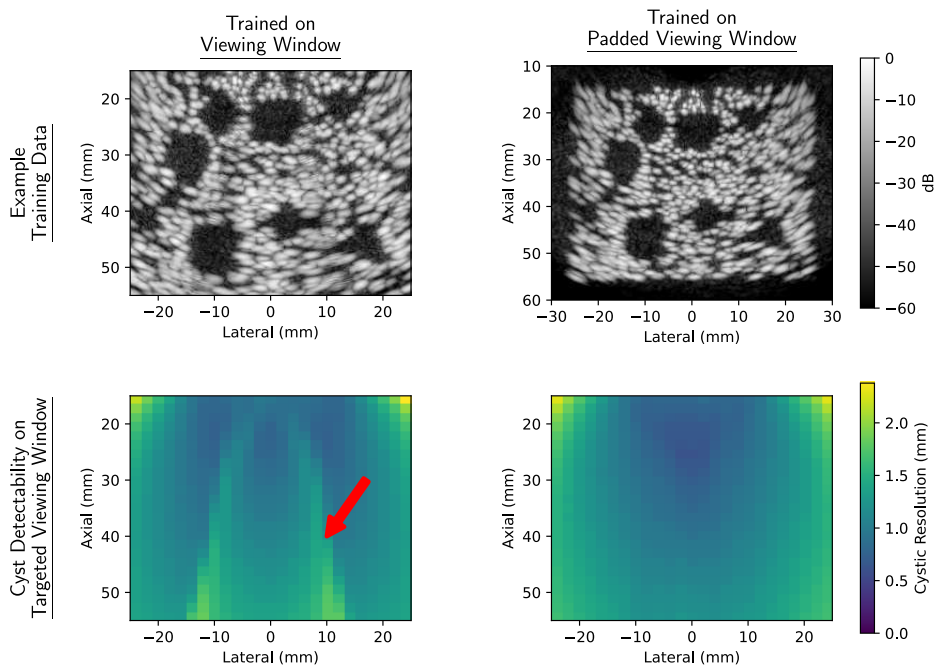 Trained on
Viewing Window
Trained on
Padded Viewing Window
Example
Training Data
Axial (mm)
20
30
40
50
−20
−10
0
10
20
Lateral (mm)
Axial (mm)
10
20
30
40
50
60
−30
−20
−10
0
10
20
30
Lateral (mm)
0
−10
−20
−30
−40
−50
−60
dB
Cyst Detectability on
Targeted Viewing Window
Axial (mm)
20
30
40
50
−20
−10
0
10
20
Lateral (mm)
Axial (mm)
20
30
40
50
−20
−10
0
10
20
Lateral (mm)
2.0
1.5
1.0
0.5
0.0
Cystic Resolution (mm)